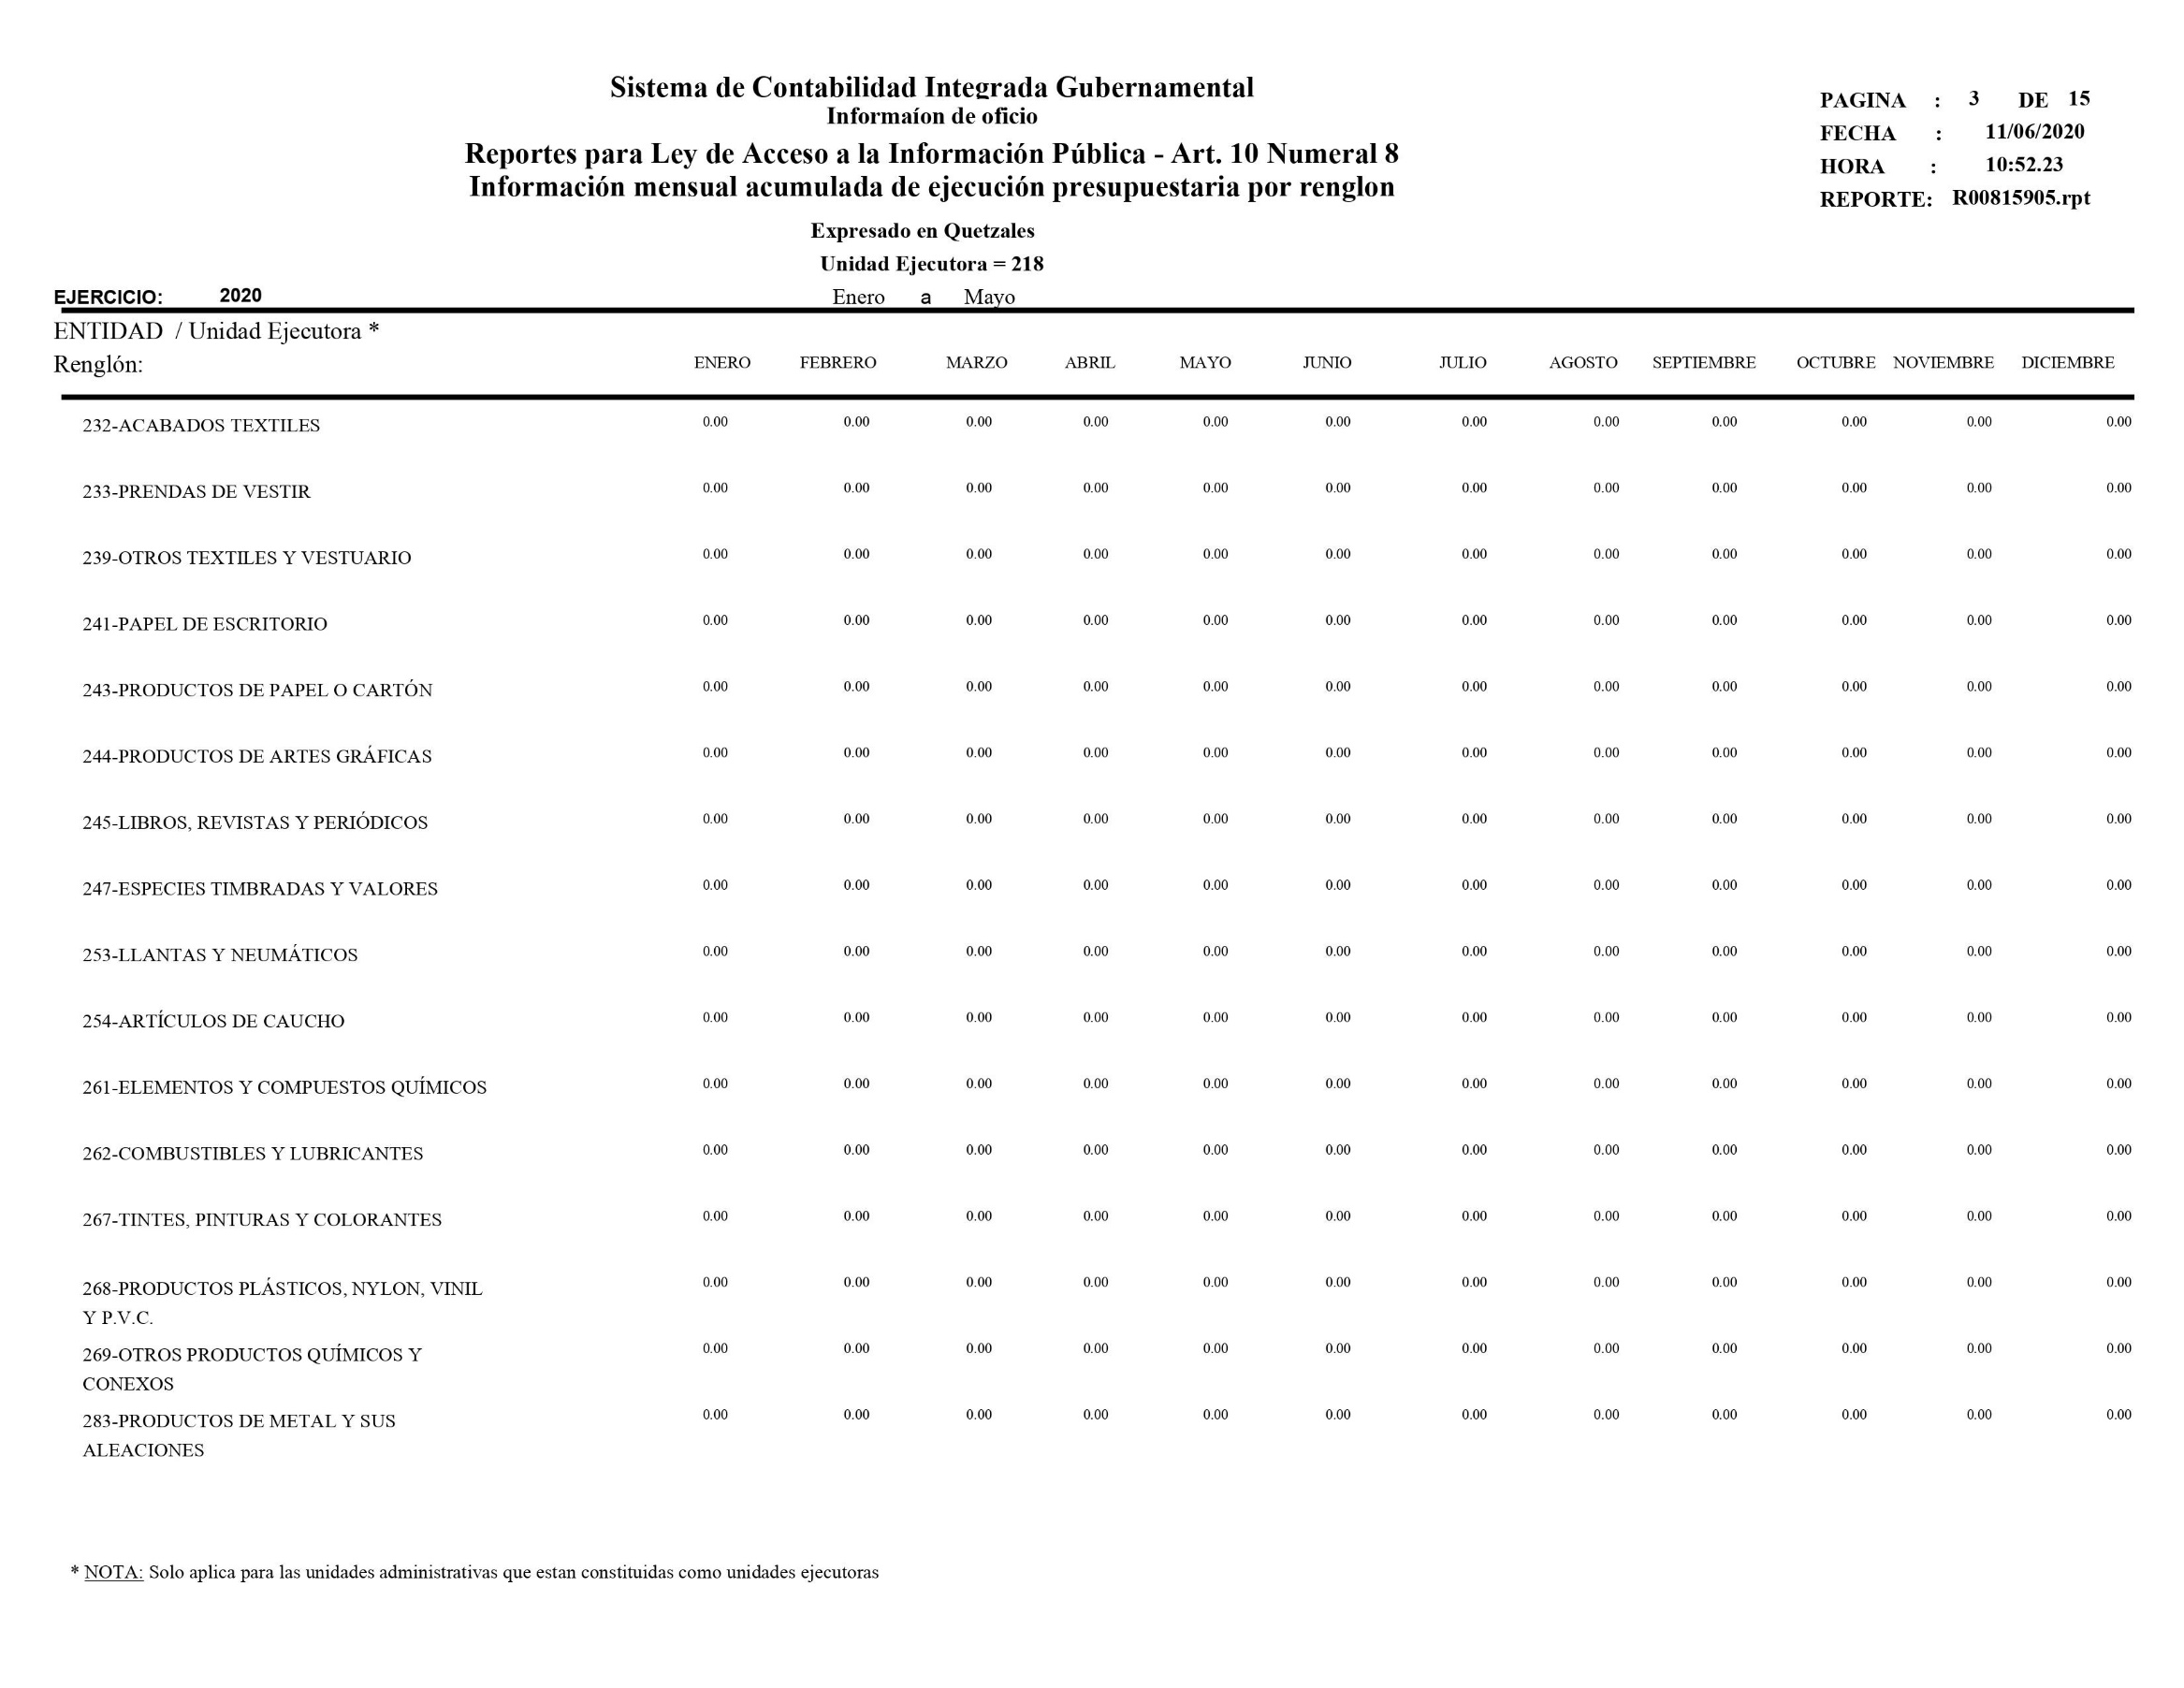 Sistema de Contabilidad Integrada Gubernamental
Informaíon de oficio
Reportes para Ley de Acceso a la Información Pública - Art. 10 Numeral 8
Información mensual acumulada de ejecución presupuestaria por renglon
Expresado en Quetzales
Unidad Ejecutora = 218
PAGINA : 3 DE 15
FECHA : 11/06/2020
HORA : 10:52.23
REPORTE: R00815905.rpt
EJERCICIO: 2020 Enero a Mayo
ENTIDAD / Unidad Ejecutora *
Renglón: ENERO FEBRERO MARZO ABRIL MAYO JUNIO JULIO AGOSTO SEPTIEMBRE OCTUBRE NOVIEMBRE DICIEMBRE
232-ACABADOS TEXTILES 0.00 0.00 0.00 0.00 0.00 0.00 0.00 0.00 0.00 0.00 0.00 0.00
233-PRENDAS DE VESTIR 0.00 0.00 0.00 0.00 0.00 0.00 0.00 0.00 0.00 0.00 0.00 0.00
239-OTROS TEXTILES Y VESTUARIO 0.00 0.00 0.00 0.00 0.00 0.00 0.00 0.00 0.00 0.00 0.00 0.00
241-PAPEL DE ESCRITORIO 0.00 0.00 0.00 0.00 0.00 0.00 0.00 0.00 0.00 0.00 0.00 0.00
243-PRODUCTOS DE PAPEL O CARTÓN 0.00 0.00 0.00 0.00 0.00 0.00 0.00 0.00 0.00 0.00 0.00 0.00
244-PRODUCTOS DE ARTES GRÁFICAS 0.00 0.00 0.00 0.00 0.00 0.00 0.00 0.00 0.00 0.00 0.00 0.00
245-LIBROS, REVISTAS Y PERIÓDICOS 0.00 0.00 0.00 0.00 0.00 0.00 0.00 0.00 0.00 0.00 0.00 0.00
247-ESPECIES TIMBRADAS Y VALORES 0.00 0.00 0.00 0.00 0.00 0.00 0.00 0.00 0.00 0.00 0.00 0.00
253-LLANTAS Y NEUMÁTICOS 0.00 0.00 0.00 0.00 0.00 0.00 0.00 0.00 0.00 0.00 0.00 0.00
254-ARTÍCULOS DE CAUCHO 0.00 0.00 0.00 0.00 0.00 0.00 0.00 0.00 0.00 0.00 0.00 0.00
261-ELEMENTOS Y COMPUESTOS QUÍMICOS 0.00 0.00 0.00 0.00 0.00 0.00 0.00 0.00 0.00 0.00 0.00 0.00
262-COMBUSTIBLES Y LUBRICANTES 0.00 0.00 0.00 0.00 0.00 0.00 0.00 0.00 0.00 0.00 0.00 0.00
267-TINTES, PINTURAS Y COLORANTES 0.00 0.00 0.00 0.00 0.00 0.00 0.00 0.00 0.00 0.00 0.00 0.00
268-PRODUCTOS PLÁSTICOS, NYLON, VINIL 0.00 0.00 0.00 0.00 0.00 0.00 0.00 0.00 0.00 0.00 0.00 0.00
Y P.V.C.
269-OTROS PRODUCTOS QUÍMICOS Y 0.00 0.00 0.00 0.00 0.00 0.00 0.00 0.00 0.00 0.00 0.00 0.00
CONEXOS
283-PRODUCTOS DE METAL Y SUS 0.00 0.00 0.00 0.00 0.00 0.00 0.00 0.00 0.00 0.00 0.00 0.00
ALEACIONES
* NOTA: Solo aplica para las unidades administrativas que estan constituidas como unidades ejecutoras